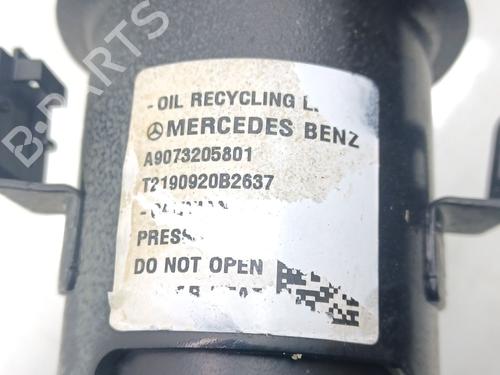 B-PARTS
- OIL RECYCLING
MERCEDES BENZ
A9073205801
T2190920B2637
PRESS
DO NOT OPEN